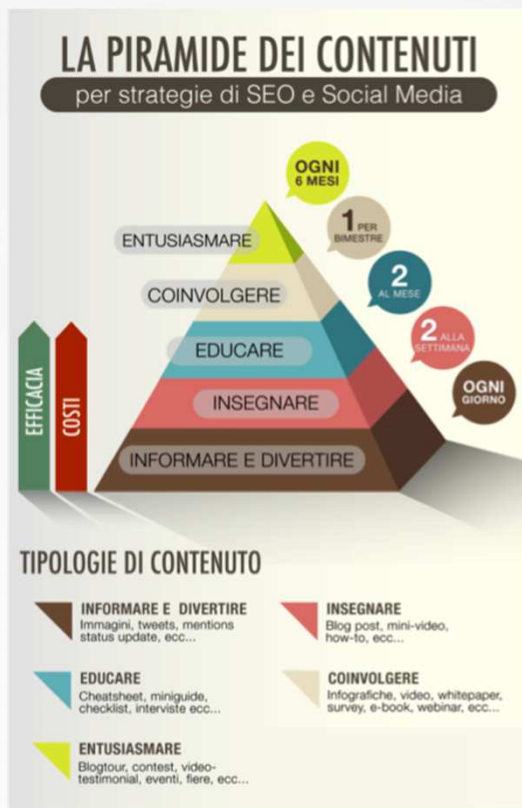 LA PIRAMIDE DEI CONTENUTI
per strategie di SEO e Social Media
OGNI
6 MESI
1 PER
BIMESTRE
2
AL MESE
2 ALLA
SETTIMANA
OGNI
GIORNO
ENTUSIASMARE
COINVOLGERE
EDUCARE
INSEGNARE
INFORMARE E DIVERTIRE
EFFICACIA
COSTI
TIPOLOGIE DI CONTENUTO
INFORMARE E DIVERTIRE
Immagini, tweets, mentions
status update, ecc...
INSEGNARE
Blog post, mini-video,
how-to, ecc...
EDUCARE
Cheatsheet, miniguide,
checklist, interviste ecc...
COINVOLGERE
Infografiche, video, whitepaper,
survey, e-book, webinar, ecc...
ENTUSIASMARE
Blogtour, contest, video-
testimonial, eventi, fiere, ecc...